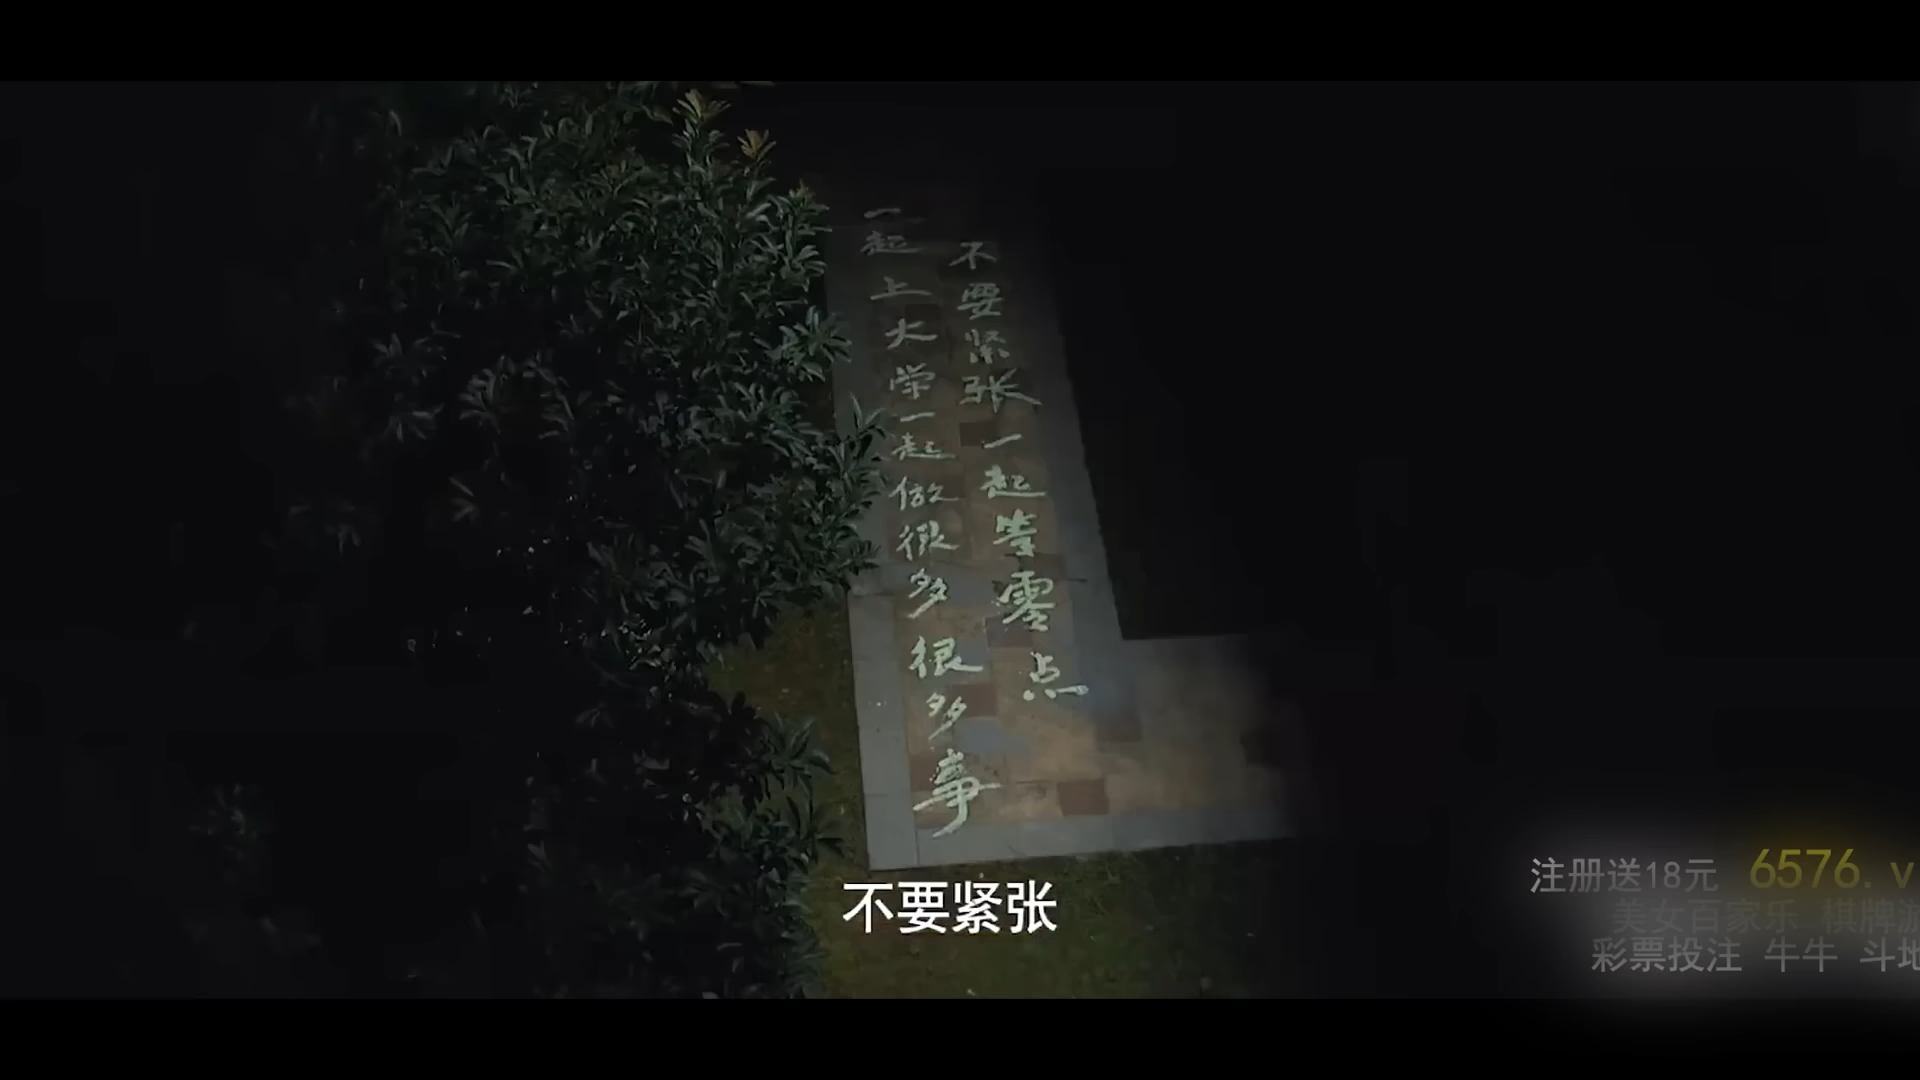 不要紧张一起等零点
一起上大学一起做很多很多事
不要紧张
注册送18元 6576. v
美女百家乐 棋牌游
彩票投注 牛牛 斗地